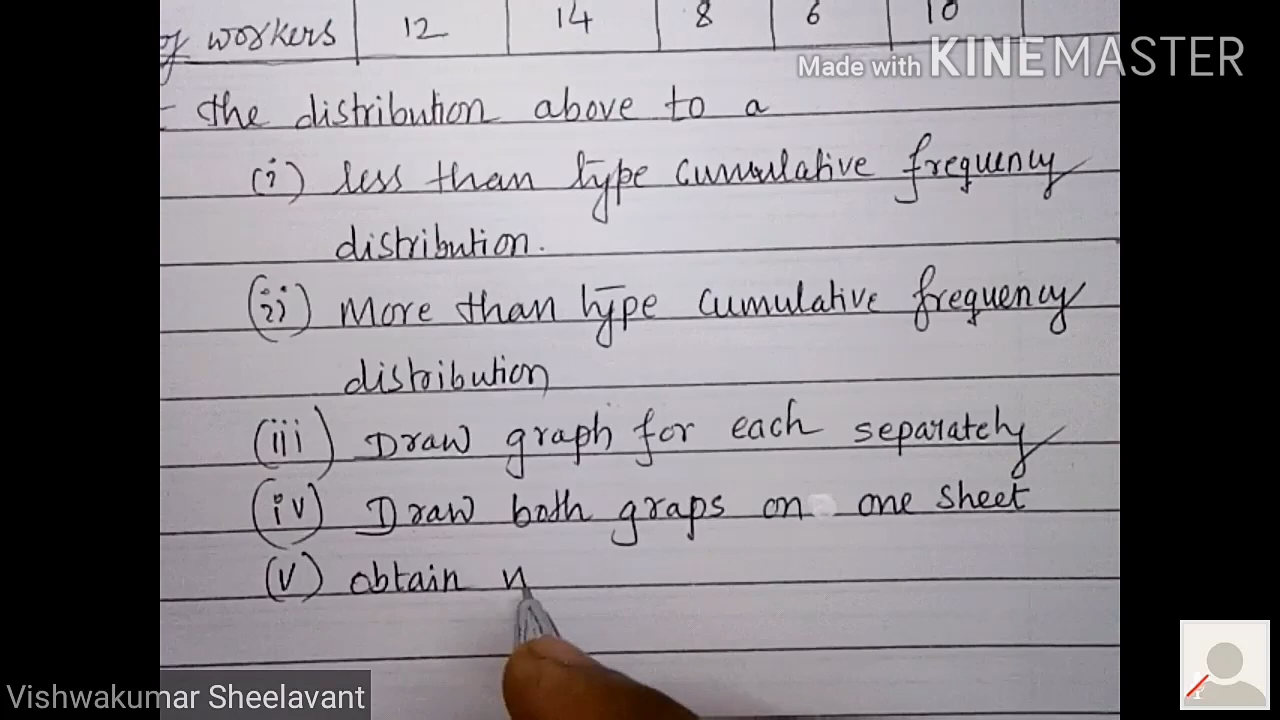 of workers 12 14 8 6 10
Made with KINEMASTER
the distribution above to a
(i) less than type cumulative frequency
distribution.
(ii) More than type cumulative frequency
distribution
(iii) Draw graph for each separately
(iv) Draw both graps on one sheet
(v) obtain
Vishwakumar Sheelavant